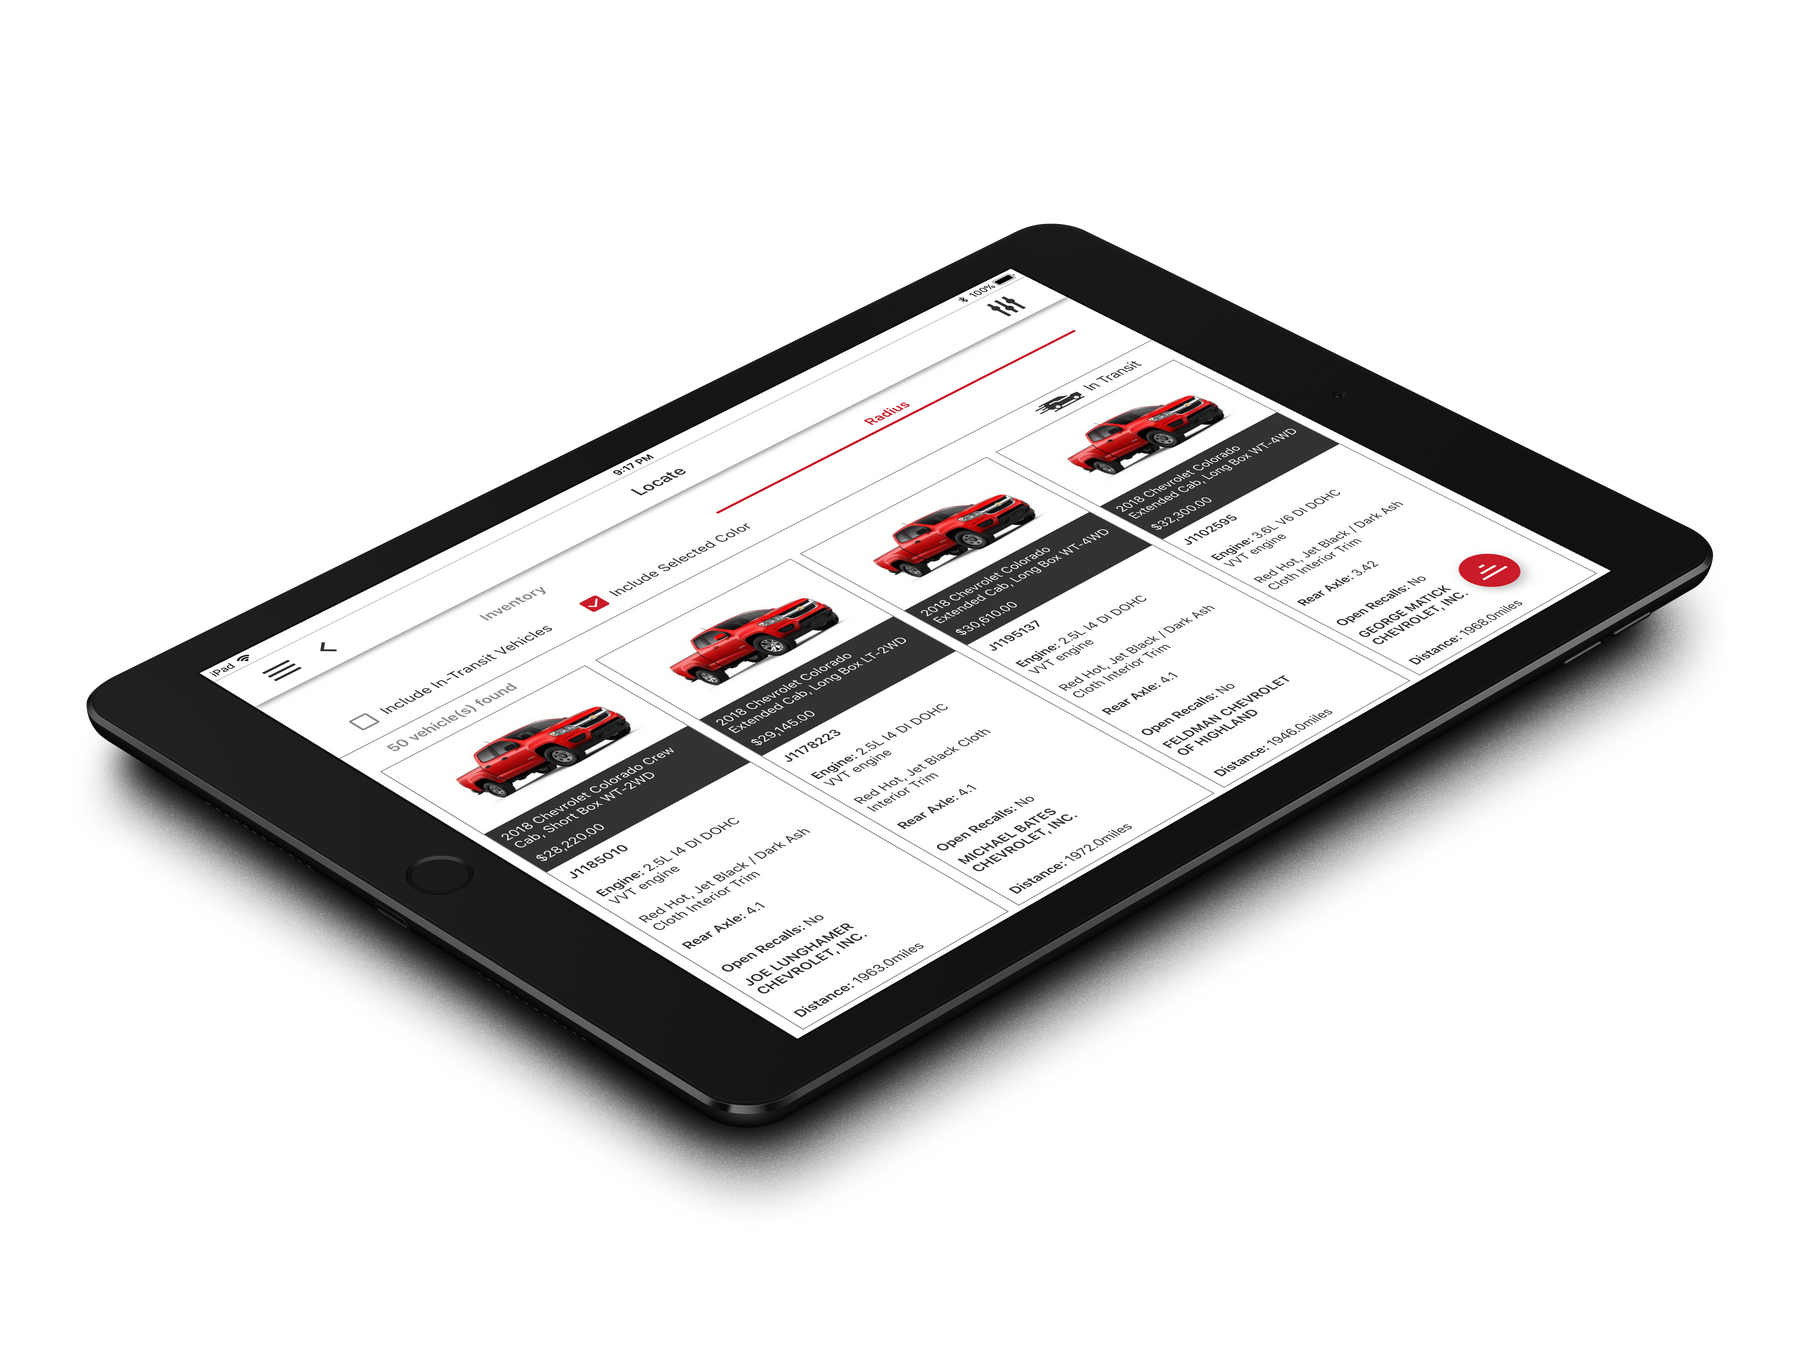 iPad
9:17 PM
100%
Locate
Inventory
Radius
Include In-Transit Vehicles
Include Selected Color
50 vehicle(s) found
In Transit
2018 Chevrolet Colorado Crew
Cab, Short Box WT-2WD
$28,220.00
J1185010
Engine: 2.5L I4 DI DOHC
VVT engine
Red Hot, Jet Black / Dark Ash
Cloth Interior Trim
Rear Axle: 4.1
Open Recalls: No
JOE LUNGHAMER
CHEVROLET, INC.
Distance: 1963.0miles
2018 Chevrolet Colorado
Extended Cab, Long Box LT-2WD
$29,145.00
J1178223
Engine: 2.5L I4 DI DOHC
VVT engine
Red Hot, Jet Black Cloth
Interior Trim
Rear Axle: 4.1
Open Recalls: No
MICHAEL BATES
CHEVROLET, INC.
Distance: 1972.0miles
2018 Chevrolet Colorado
Extended Cab, Long Box WT-4WD
$30,610.00
J1195137
Engine: 2.5L I4 DI DOHC
VVT engine
Red Hot, Jet Black / Dark Ash
Cloth Interior Trim
Rear Axle: 4.1
Open Recalls: No
FELDMAN CHEVROLET
OF HIGHLAND
Distance: 1946.0miles
2018 Chevrolet Colorado
Extended Cab, Long Box WT-4WD
$32,300.00
J1102595
Engine: 3.6L V6 DI DOHC
VVT engine
Red Hot, Jet Black / Dark Ash
Cloth Interior Trim
Rear Axle: 3.42
Open Recalls: No
GEORGE MATICK
CHEVROLET, INC.
Distance: 1968.0miles